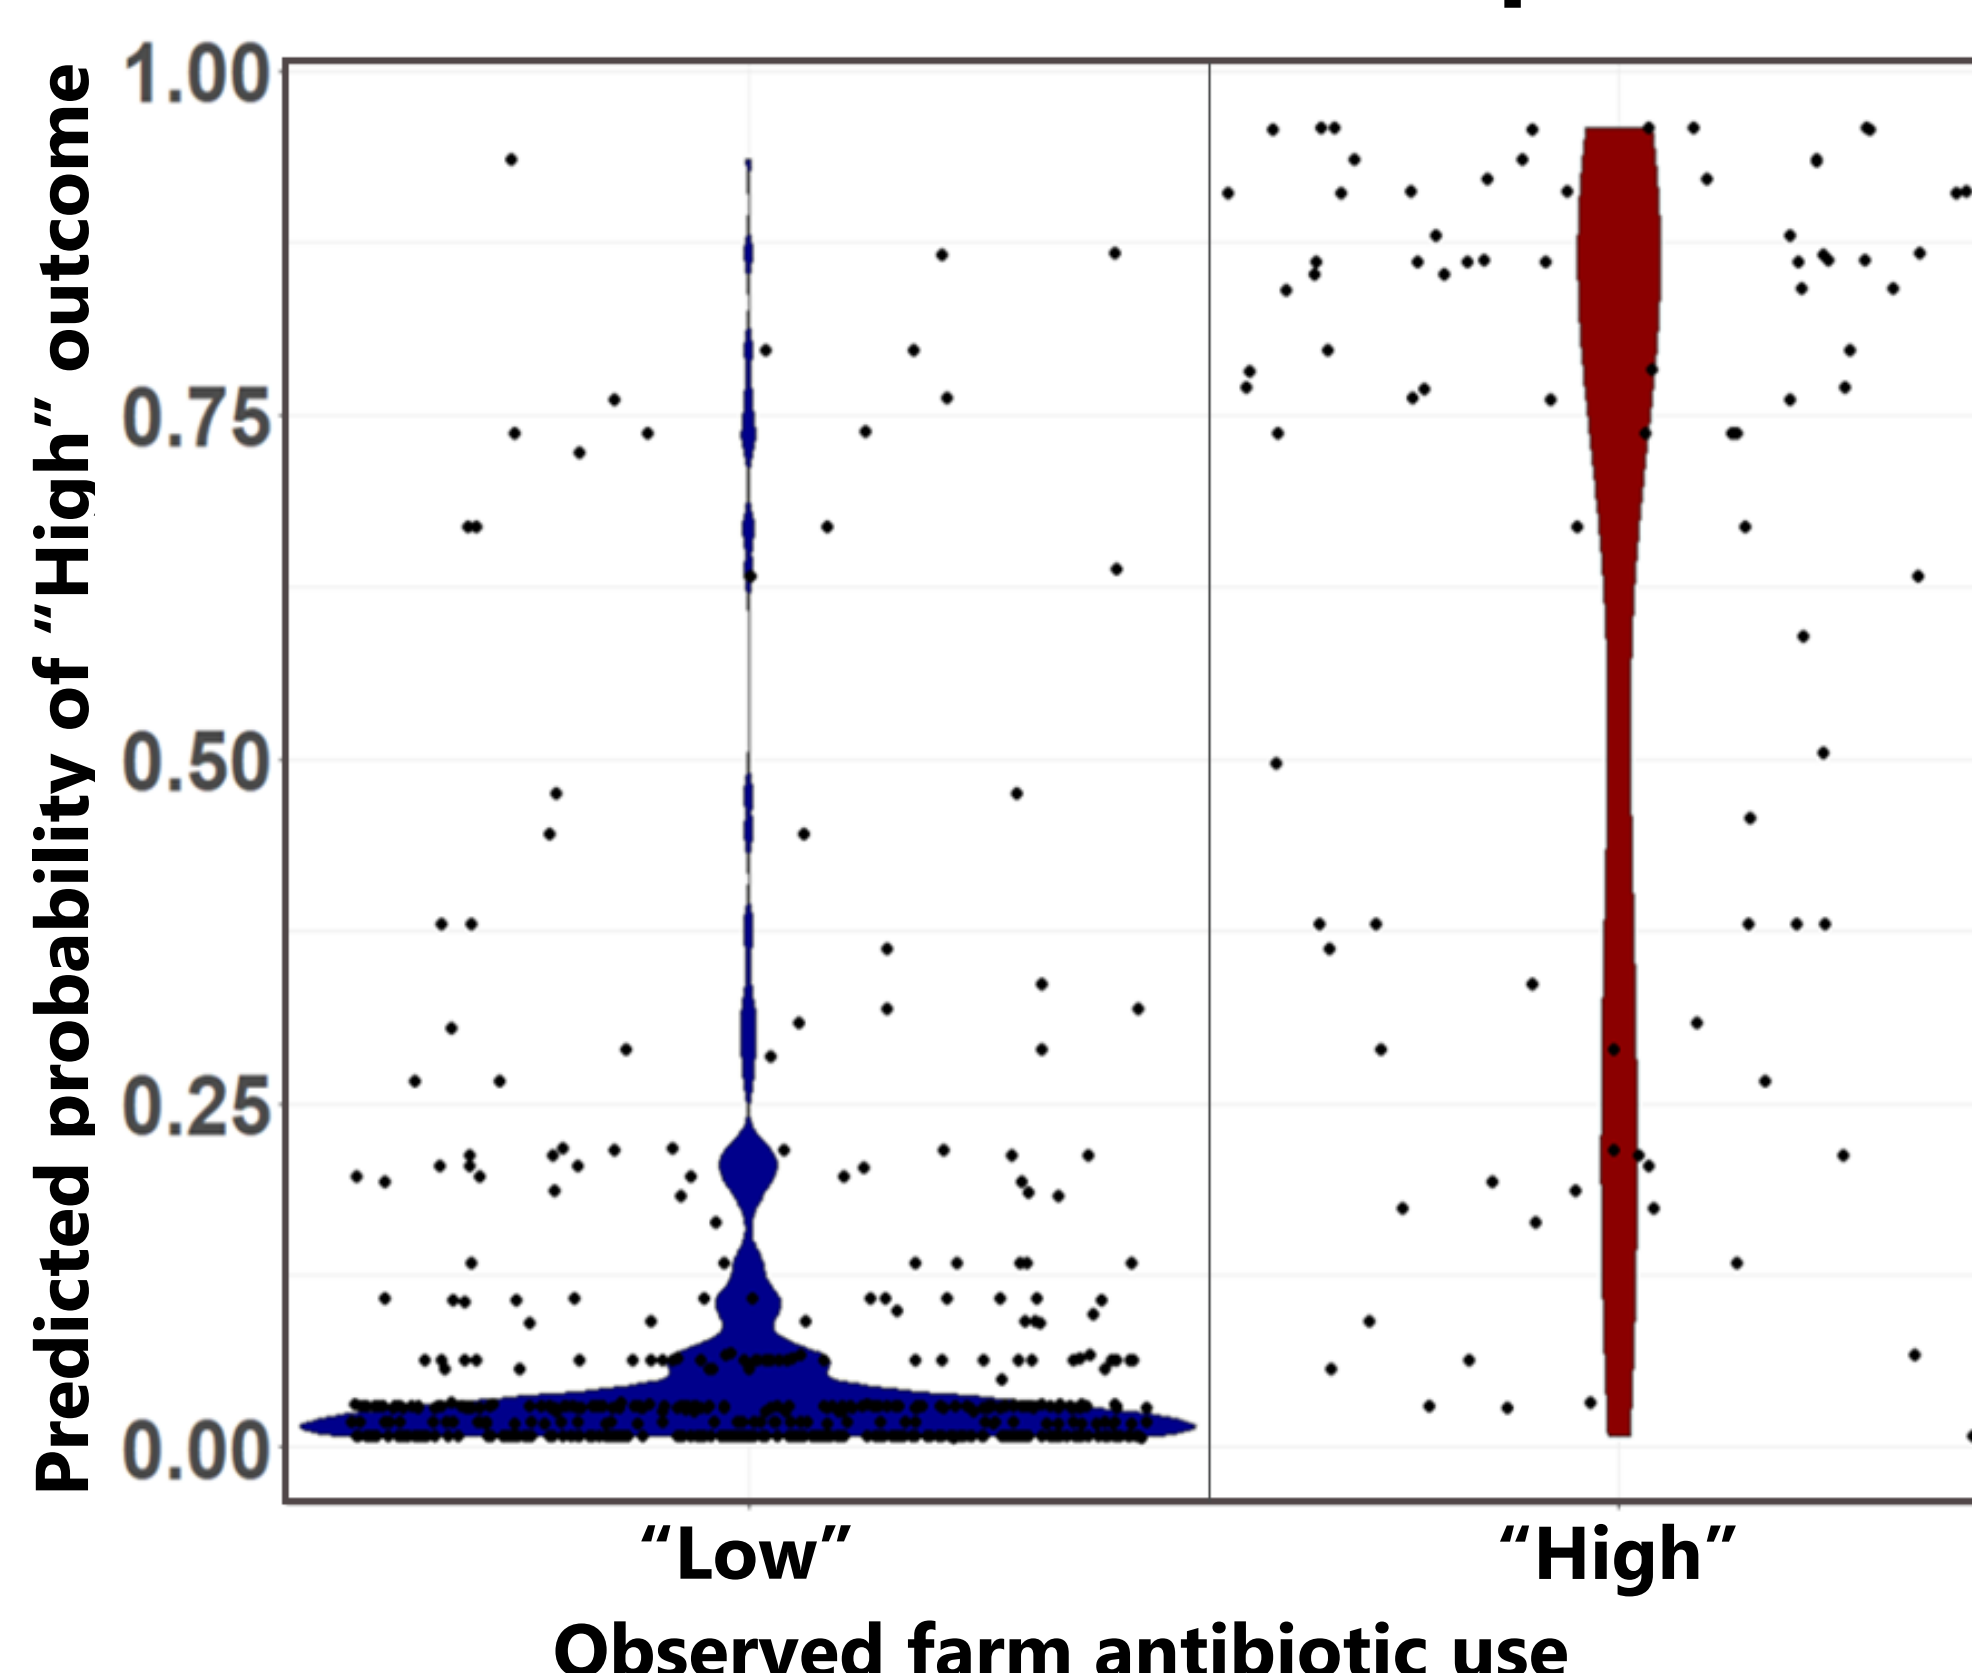 Predicted probability of “High” outcome
1.00
0.75
0.50
0.25
0.00
“Low”
“High”
Observed farm antibiotic use